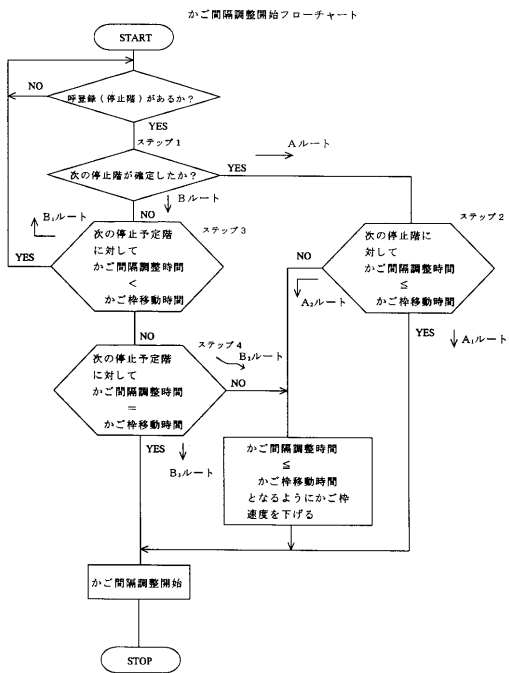 かご間隔調整開始フローチャート
START
NO
呼登録(停止階)があるか?
YES
ステップ1
次の停止階が確定したか?
YES
Aルート
NO
Bルート
B₁ルート
YES
ステップ3
次の停止予定階
に対して
かご間隔調整時間
<
かご枠移動時間
ステップ2
次の停止階に
対して
かご間隔調整時間
≦
かご枠移動時間
NO
A₂ルート
YES
A₁ルート
NO
ステップ4
次の停止予定階
に対して
かご間隔調整時間
=
かご枠移動時間
B₂ルート
NO
YES
B₃ルート
かご間隔調整時間
≦
かご枠移動時間
となるようにかご枠
速度を下げる
かご間隔調整開始
STOP